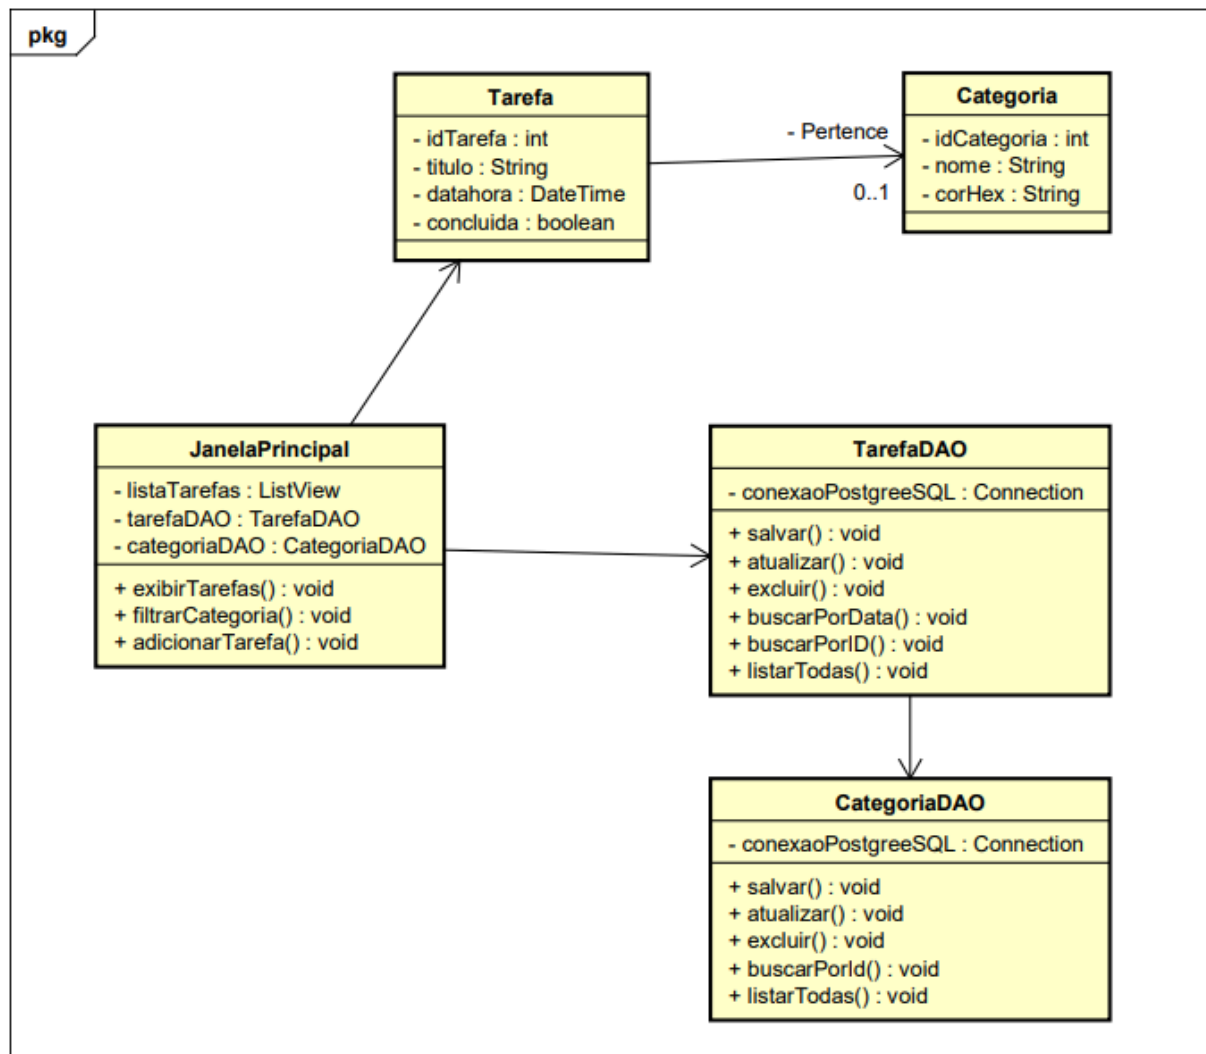 pkg
Tarefa
- idTarefa : int
- titulo : String
- datahora : DateTime
- concluida : boolean
- Pertence
0..1
Categoria
- idCategoria : int
- nome : String
- corHex : String
JanelaPrincipal
- listaTarefas : ListView
- tarefaDAO : TarefaDAO
- categoriaDAO : CategoriaDAO
+ exibirTarefas() : void
+ filtrarCategoria() : void
+ adicionarTarefa() : void
TarefaDAO
- conexaoPostgreeSQL : Connection
+ salvar() : void
+ atualizar() : void
+ excluir() : void
+ buscarPorData() : void
+ buscarPorID() : void
+ listarTodas() : void
CategoriaDAO
- conexaoPostgreeSQL : Connection
+ salvar() : void
+ atualizar() : void
+ excluir() : void
+ buscarPorId() : void
+ listarTodas() : void